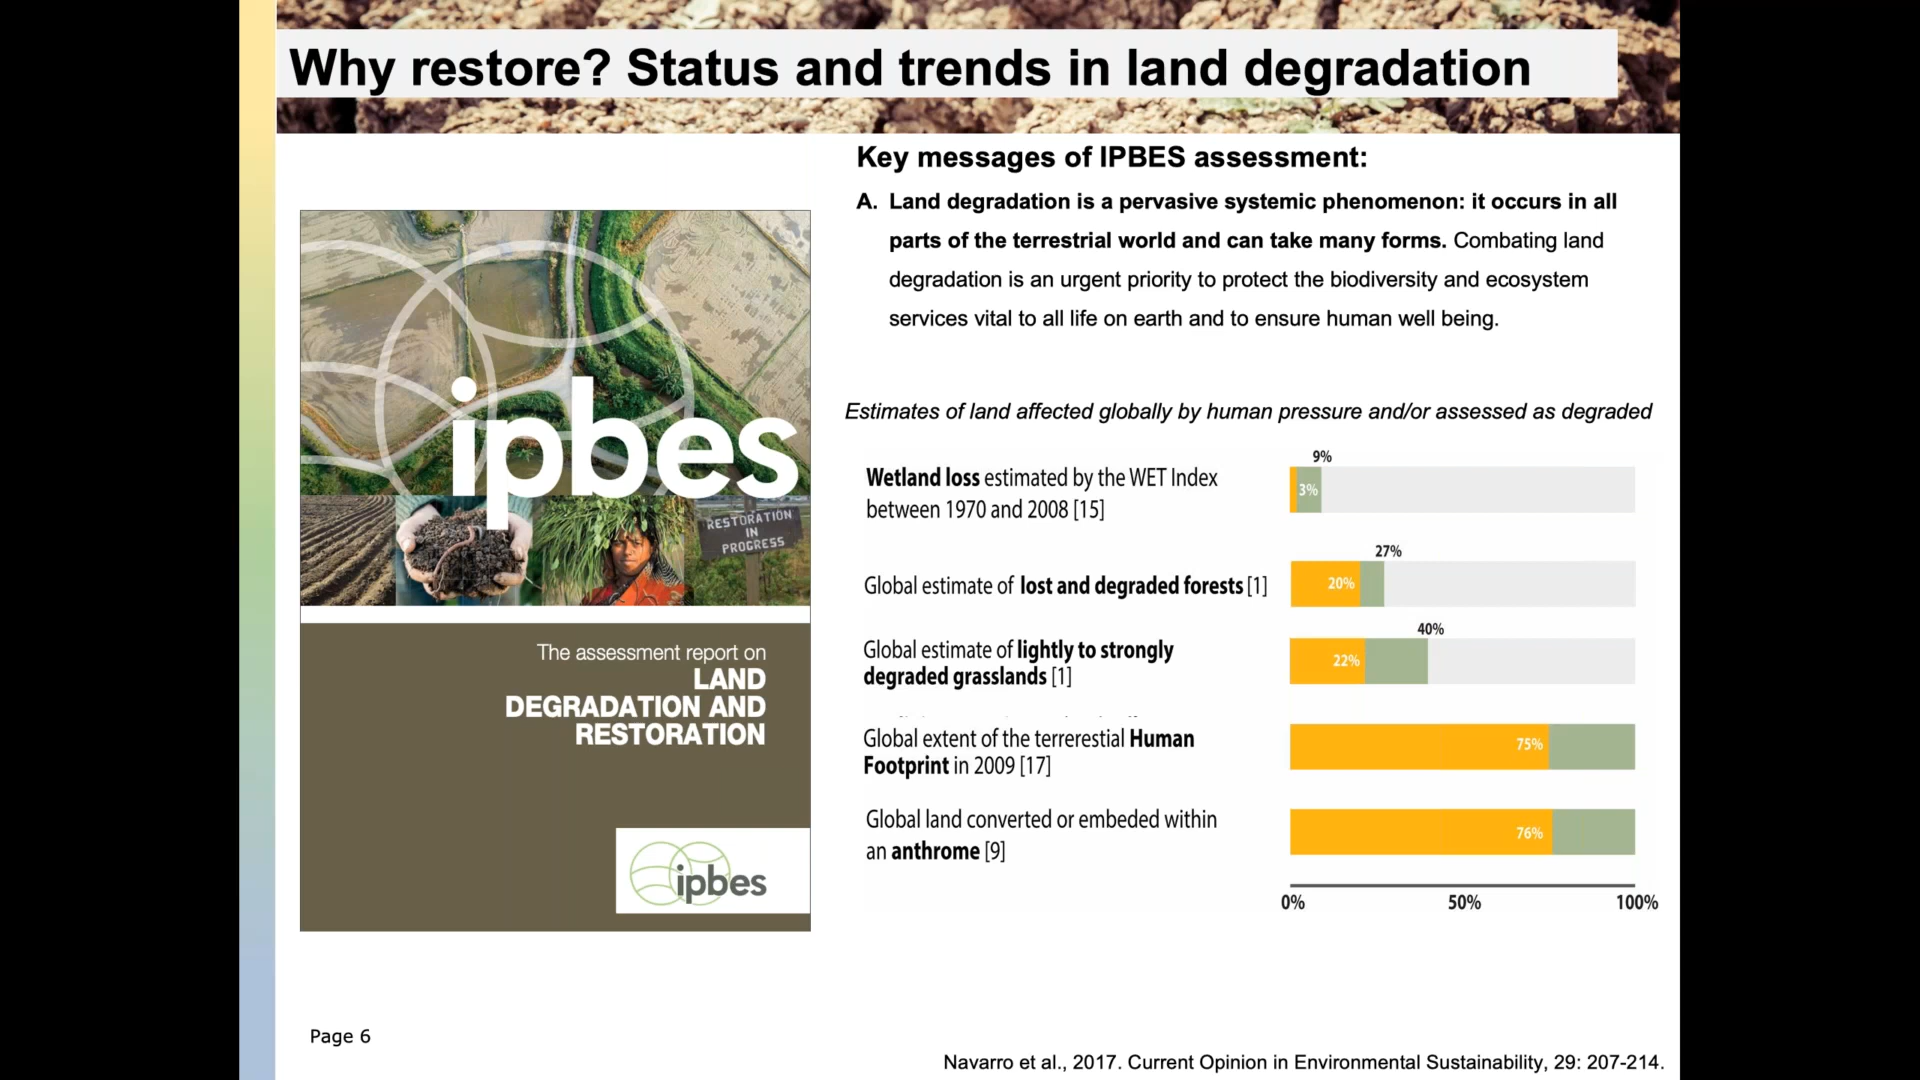 Why restore? Status and trends in land degradation
Key messages of IPBES assessment:
A. Land degradation is a pervasive systemic phenomenon: it occurs in all
parts of the terrestrial world and can take many forms. Combating land
degradation is an urgent priority to protect the biodiversity and ecosystem
services vital to all life on earth and to ensure human well being.
ipbes
RESTORATION
IN
PROGRESS
The assessment report on
LAND
DEGRADATION AND
RESTORATION
ipbes
Estimates of land affected globally by human pressure and/or assessed as degraded
Wetland loss estimated by the WET Index
between 1970 and 2008 [15]
9%
3%
Global estimate of lost and degraded forests [1]
27%
20%
Global estimate of lightly to strongly
degraded grasslands [1]
40%
22%
Global extent of the terrerestial Human
Footprint in 2009 [17]
75%
Global land converted or embeded within
an anthrome [9]
76%
0% 50% 100%
Page 6
Navarro et al., 2017. Current Opinion in Environmental Sustainability, 29: 207-214.